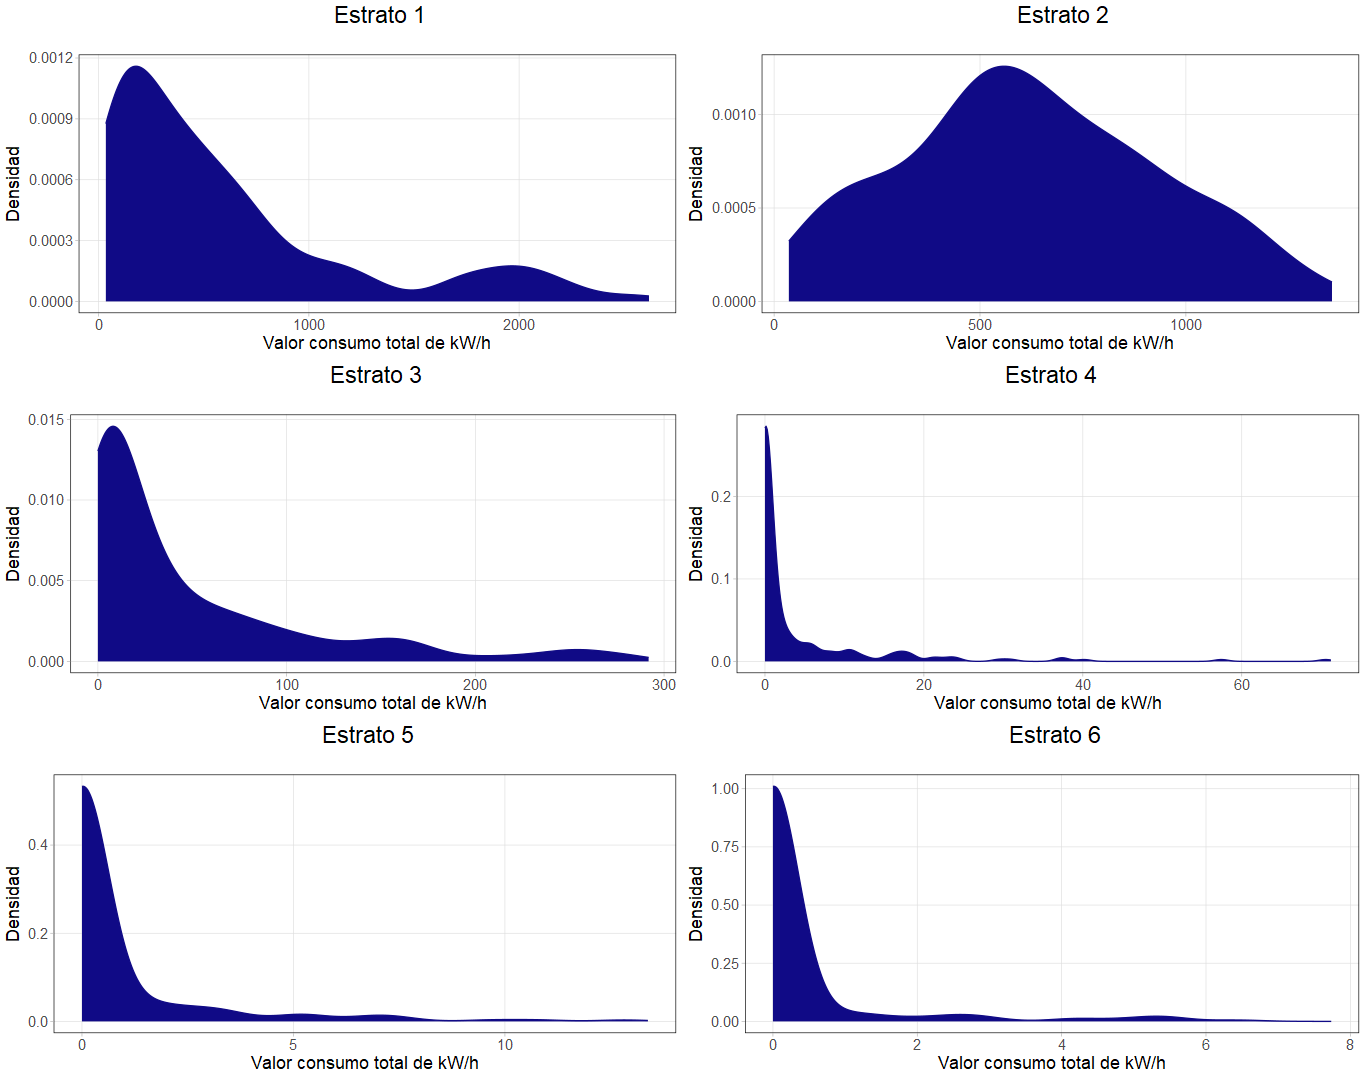 Estrato 1
Densidad
0.0012
0.0009
0.0006
0.0003
0.0000
0 1000 2000
Valor consumo total de kW/h
Estrato 2
Densidad
0.0010
0.0005
0.0000
0 500 1000
Valor consumo total de kW/h
Estrato 3
Densidad
0.015
0.010
0.005
0.000
0 100 200 300
Valor consumo total de kW/h
Estrato 4
Densidad
0.2
0.1
0.0
0 20 40 60
Valor consumo total de kW/h
Estrato 5
Densidad
0.4
0.2
0.0
0 5 10
Valor consumo total de kW/h
Estrato 6
Densidad
1.00
0.75
0.50
0.25
0.00
0 2 4 6 8
Valor consumo total de kW/h